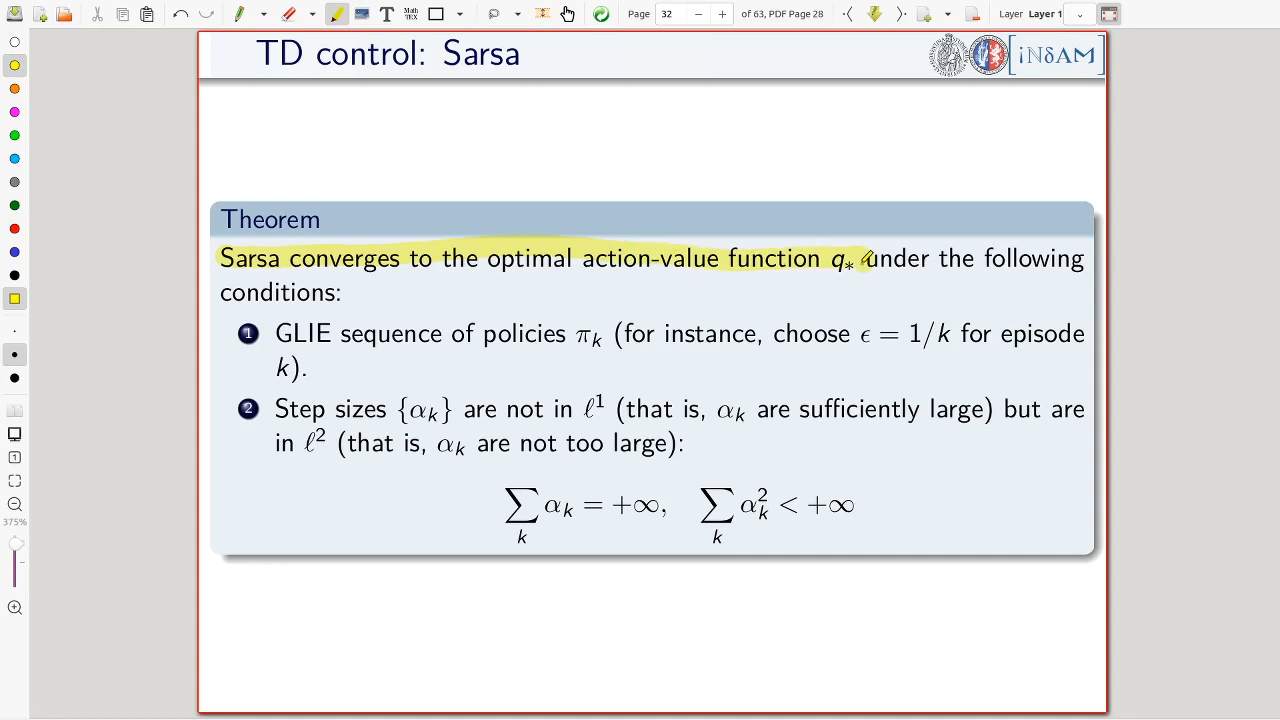 Page 32 of 60 PDF Page 28 Layer Layer 1
TD control: Sarsa
[iNδAM]
Theorem
Sarsa converges to the optimal action-value function q∗ under the following
conditions:
1 GLIE sequence of policies πk (for instance, choose ϵ = 1/k for episode
k).
2 Step sizes {αk} are not in ℓ¹ (that is, αk are sufficiently large) but are
in ℓ² (that is, αk are not too large):
∑k αk = +∞, ∑k αk² < +∞
375%